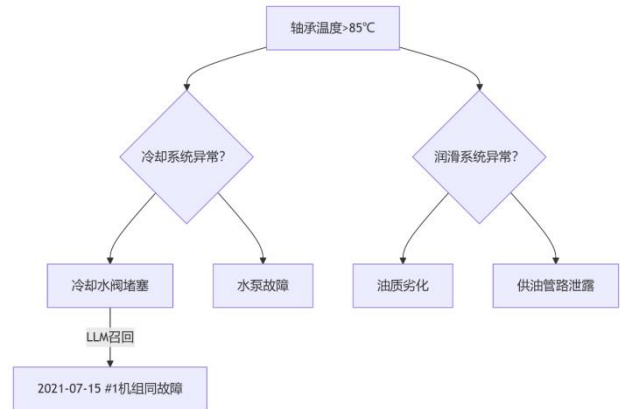 轴承温度>85℃
冷却系统异常?
润滑系统异常?
冷却水阀堵塞
水泵故障
油质劣化
供油管路泄露
LLM召回
2021-07-15 #1机组同故障